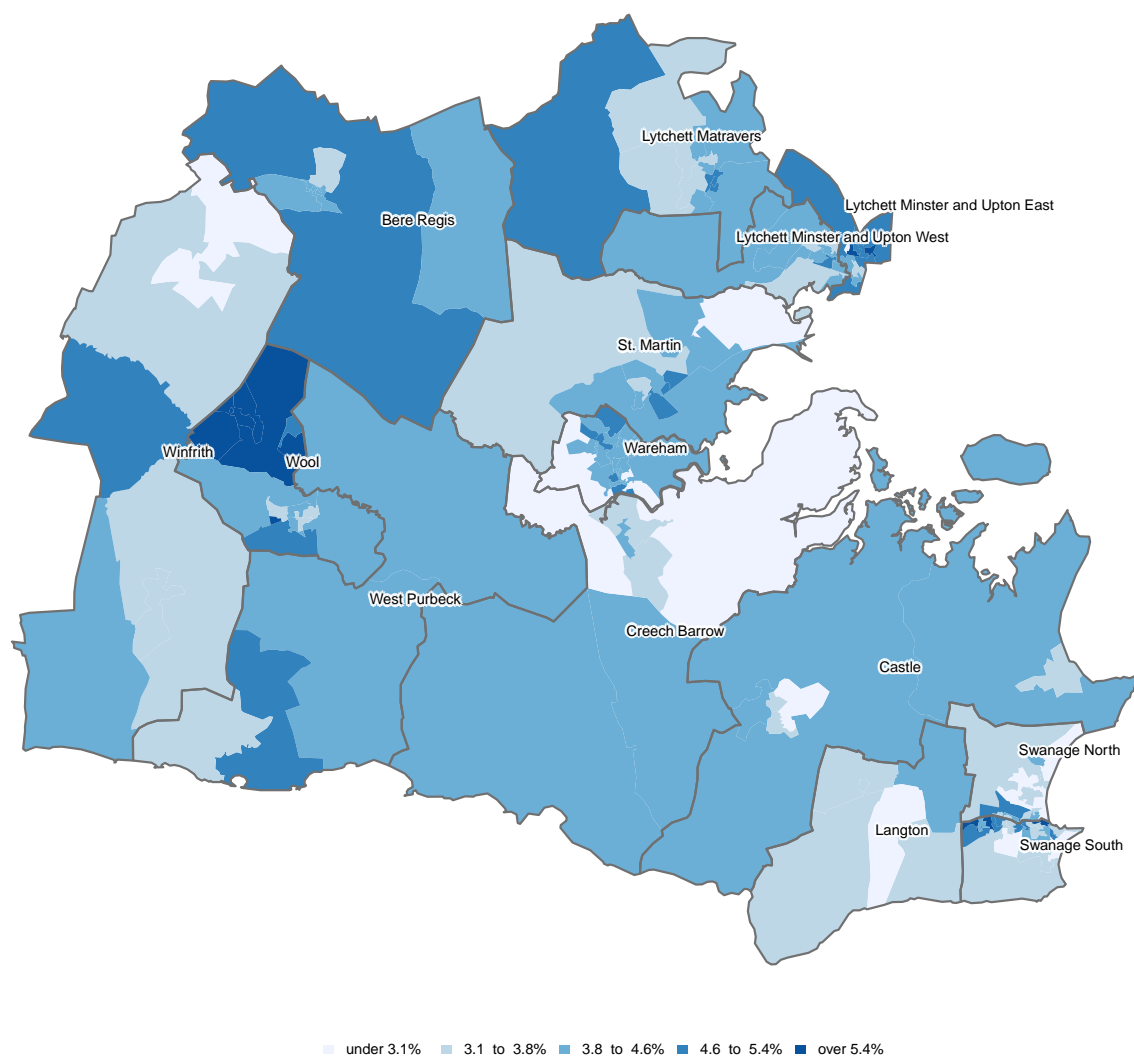 Lytchett Matravers
Lytchett Minster and Upton East
Bere Regis
Lytchett Minster and Upton West
St. Martin
Wareham
Winfrith
Wool
West Purbeck
Creech Barrow
Castle
Swanage North
Langton
Swanage South
under 3.1% 3.1 to 3.8% 3.8 to 4.6% 4.6 to 5.4% over 5.4%